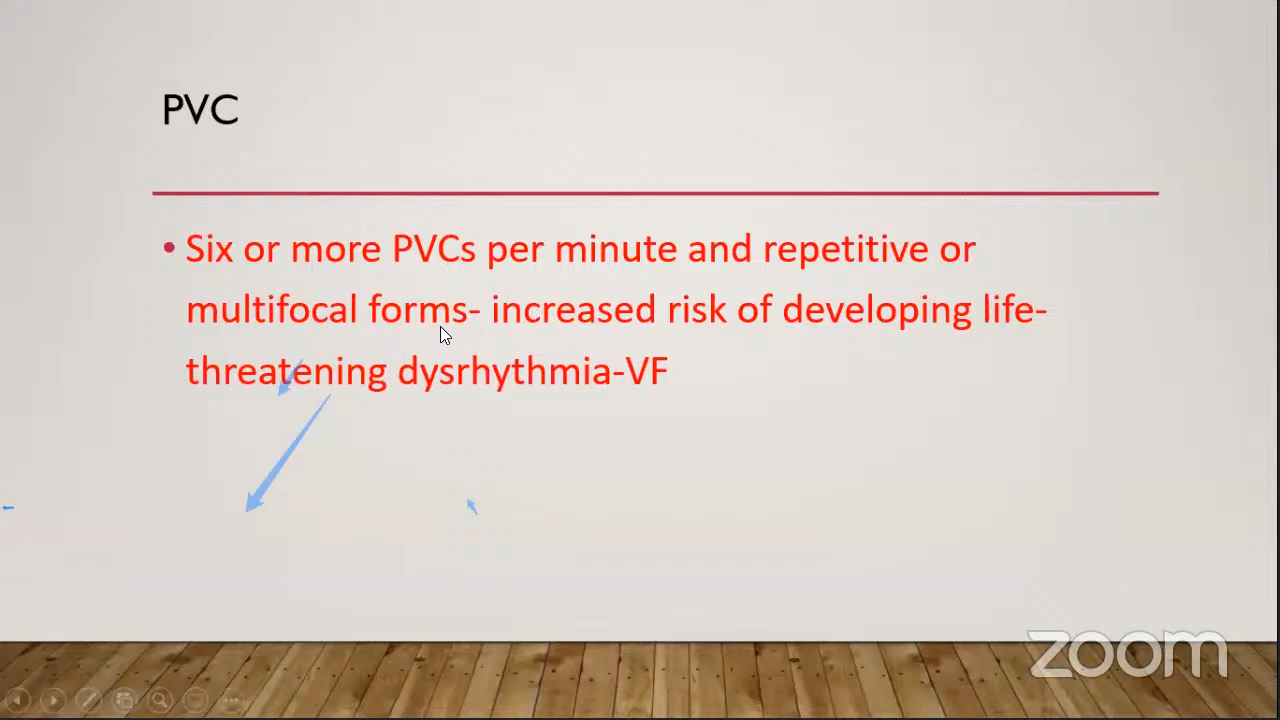 PVC
• Six or more PVCs per minute and repetitive or
multifocal forms- increased risk of developing life-
threatening dysrhythmia-VF
zoom